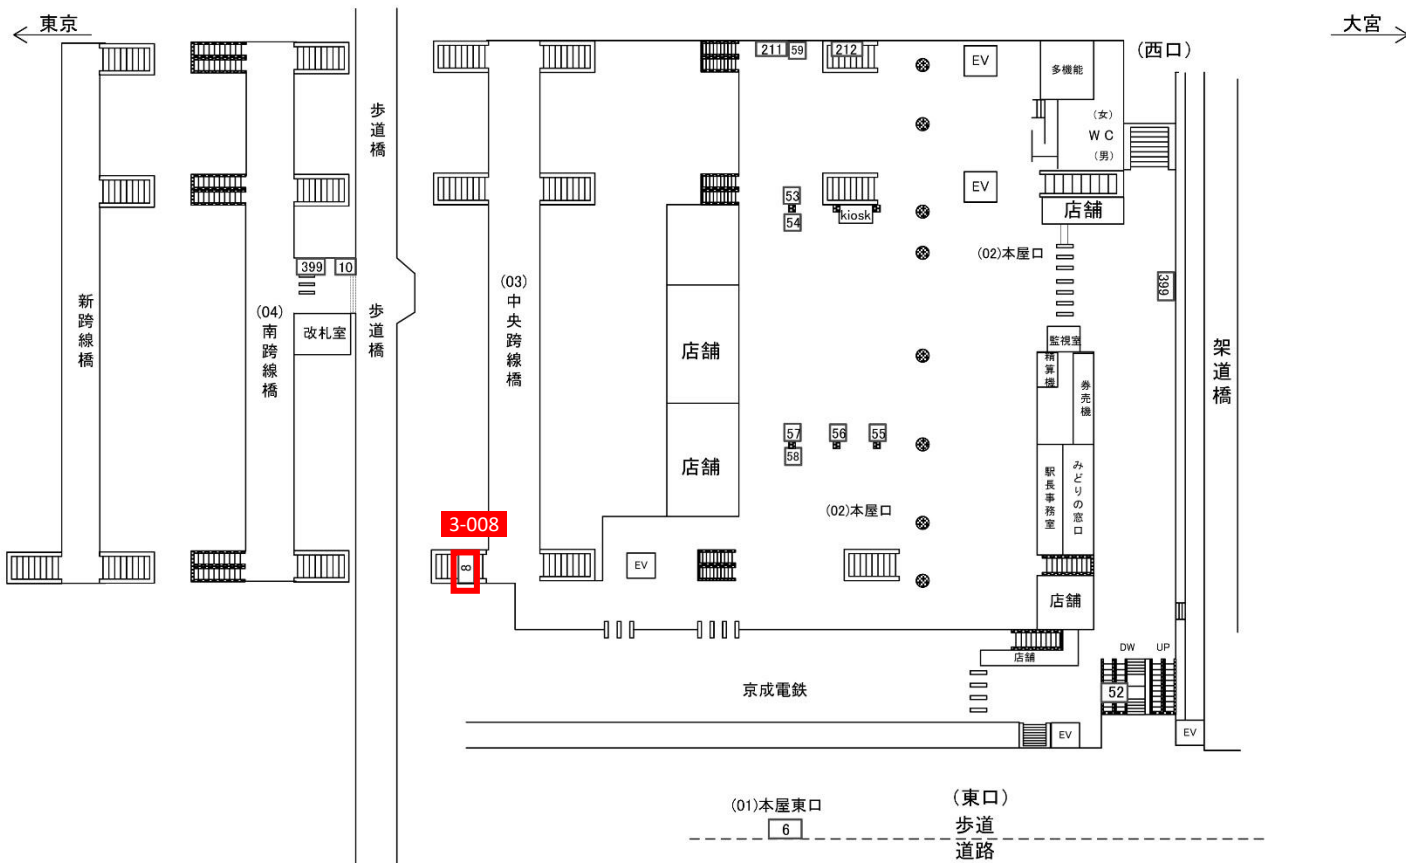 東京
大宮
(西口)
211
59
212
EV
多機能
(女)
WC
(男)
歩道橋
53
54
kiosk
EV
店舗
(02)本屋口
399
10
399
新跨線橋
(04)南跨線橋
改札室
歩道橋
(03)中央跨線橋
店舗
監視室
精算機
券売機
架道橋
57
58
56
55
店舗
駅長事務室
みどりの窓口
(02)本屋口
3-008
8
EV
店舗
店舗
DW
UP
52
京成電鉄
EV
EV
(01)本屋東口
6
(東口)
歩道
道路